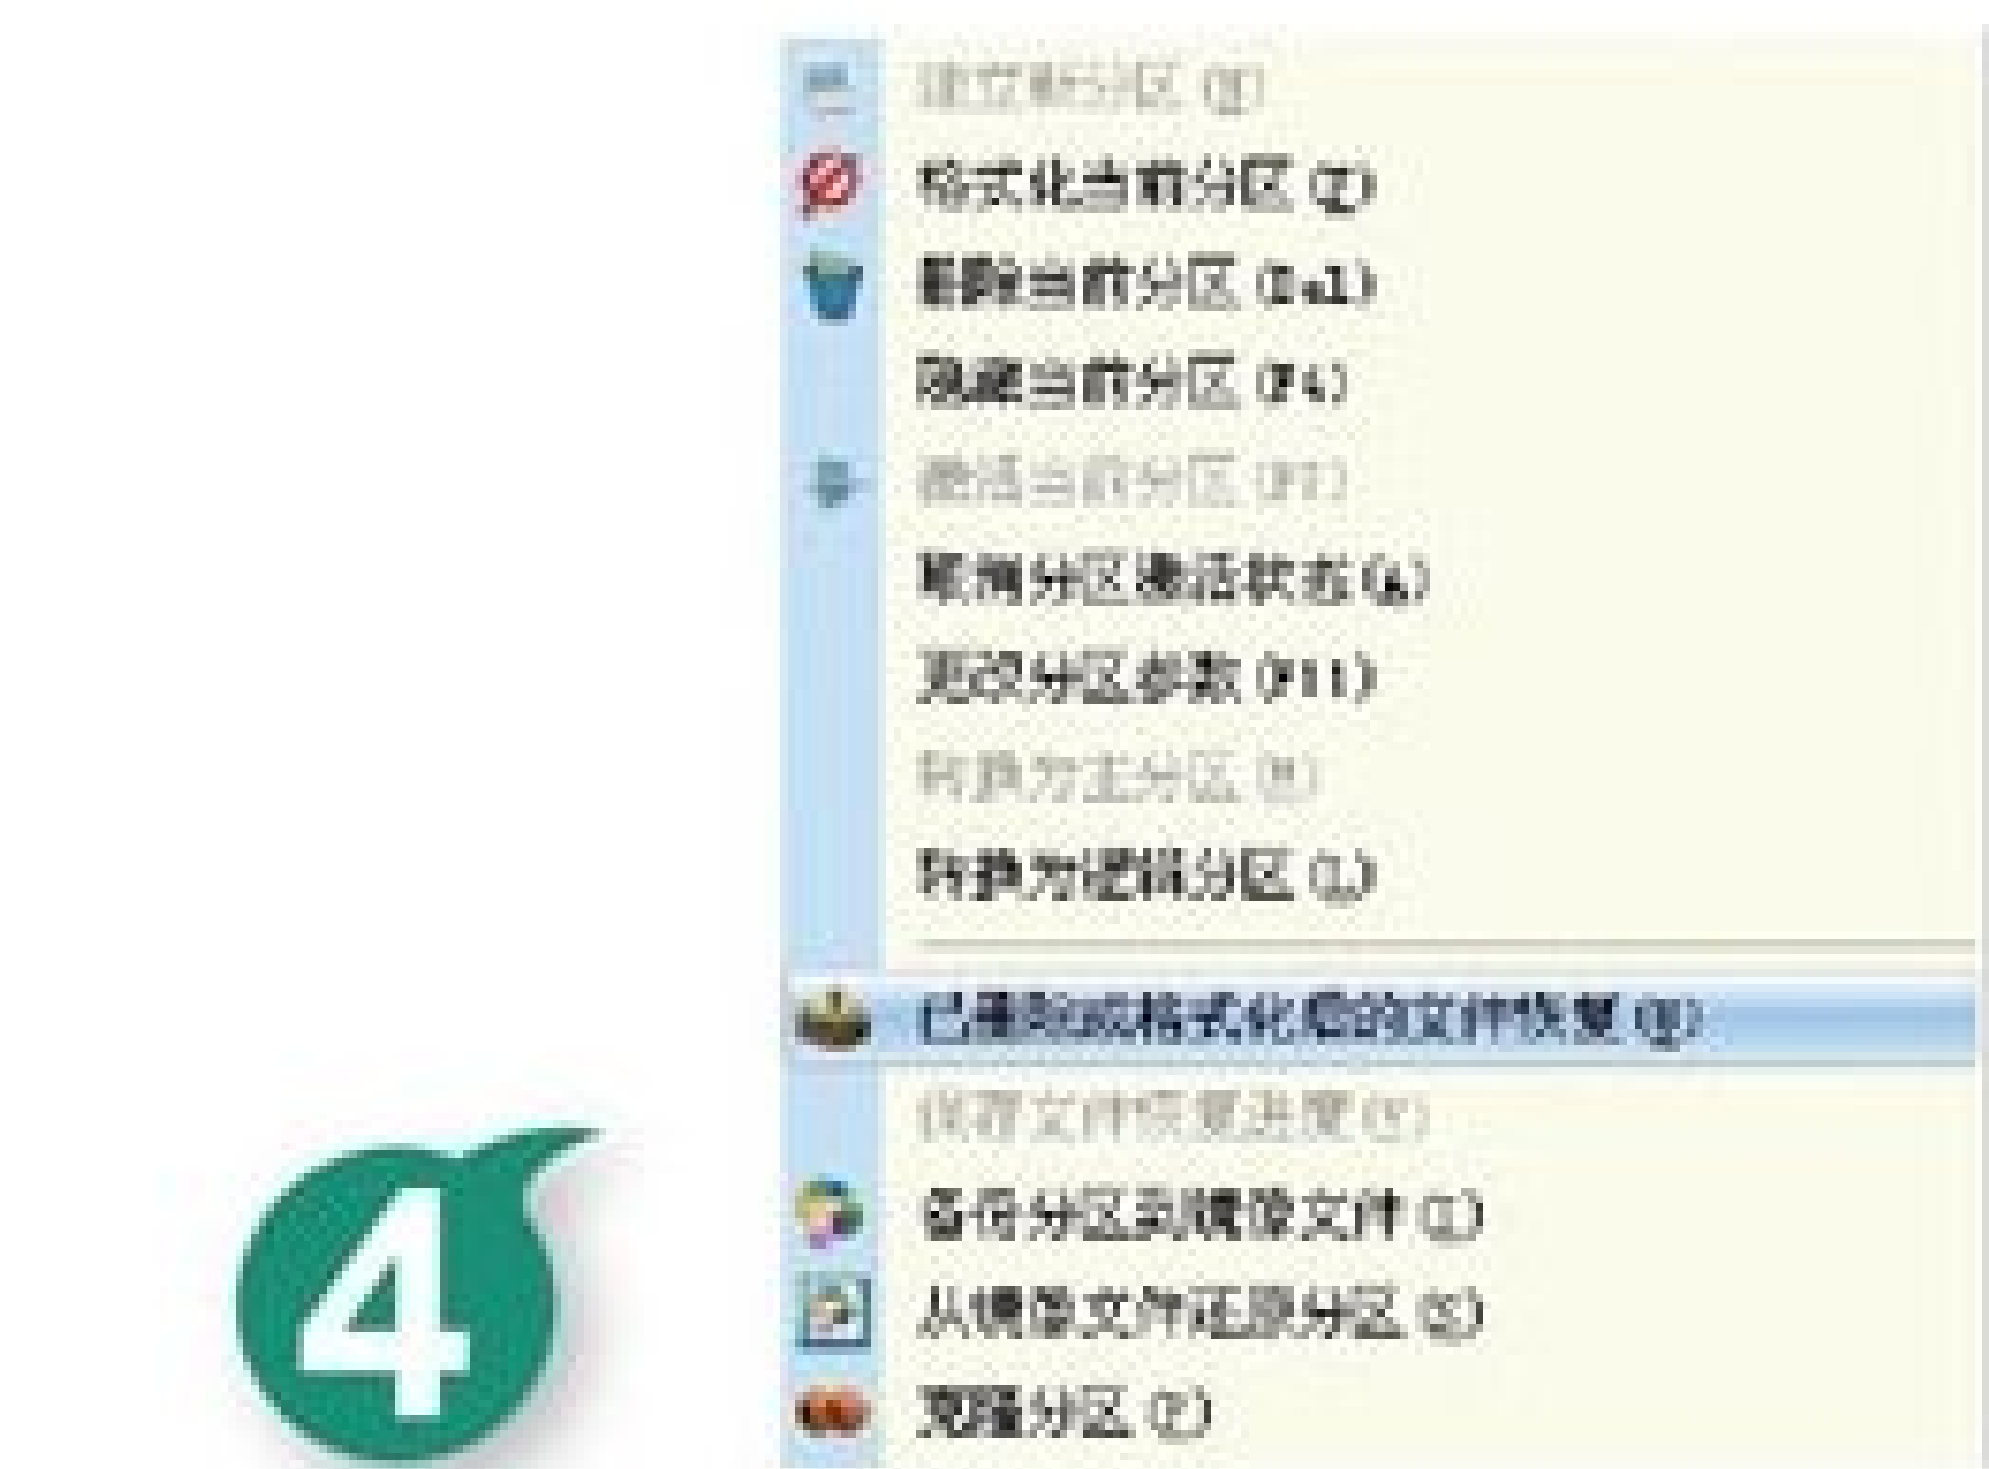 建立新分区 (N)
格式化当前分区 (F)
删除当前分区 (Del)
隐藏当前分区 (F4)
激活当前分区 (F7)
取消分区激活状态 (A)
更改分区参数 (F11)
转换为主分区 (M)
转换为逻辑分区 (L)
已删除或格式化后的文件恢复 (U)
保存文件恢复进度 (V)
备份分区到镜像文件 (I)
从镜像文件还原分区 (S)
克隆分区 (P)
4